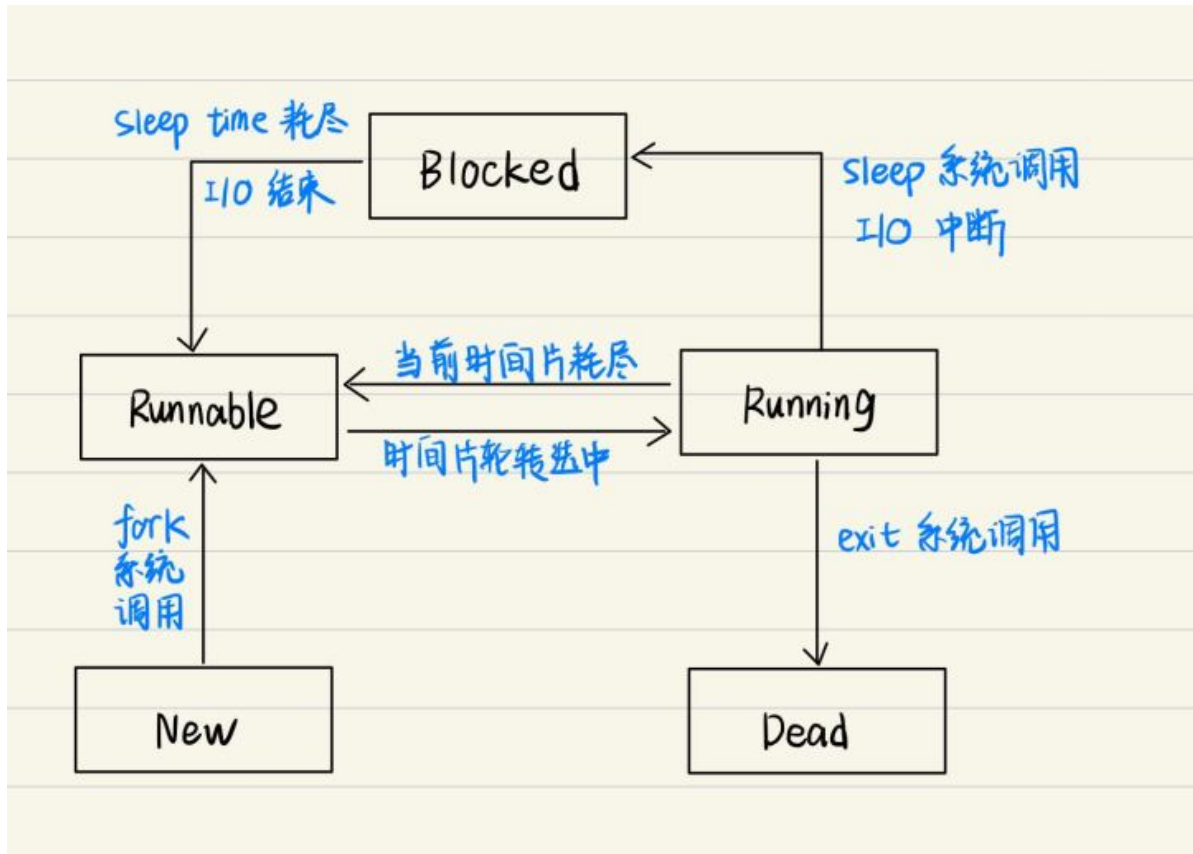 Sleep time 耗尽
I/O 结束
Blocked
Sleep 系统调用
I/O 中断
当前时间片耗尽
Runnable
Running
时间片轮转选中
fork
系统
调用
exit 系统调用
New
Dead